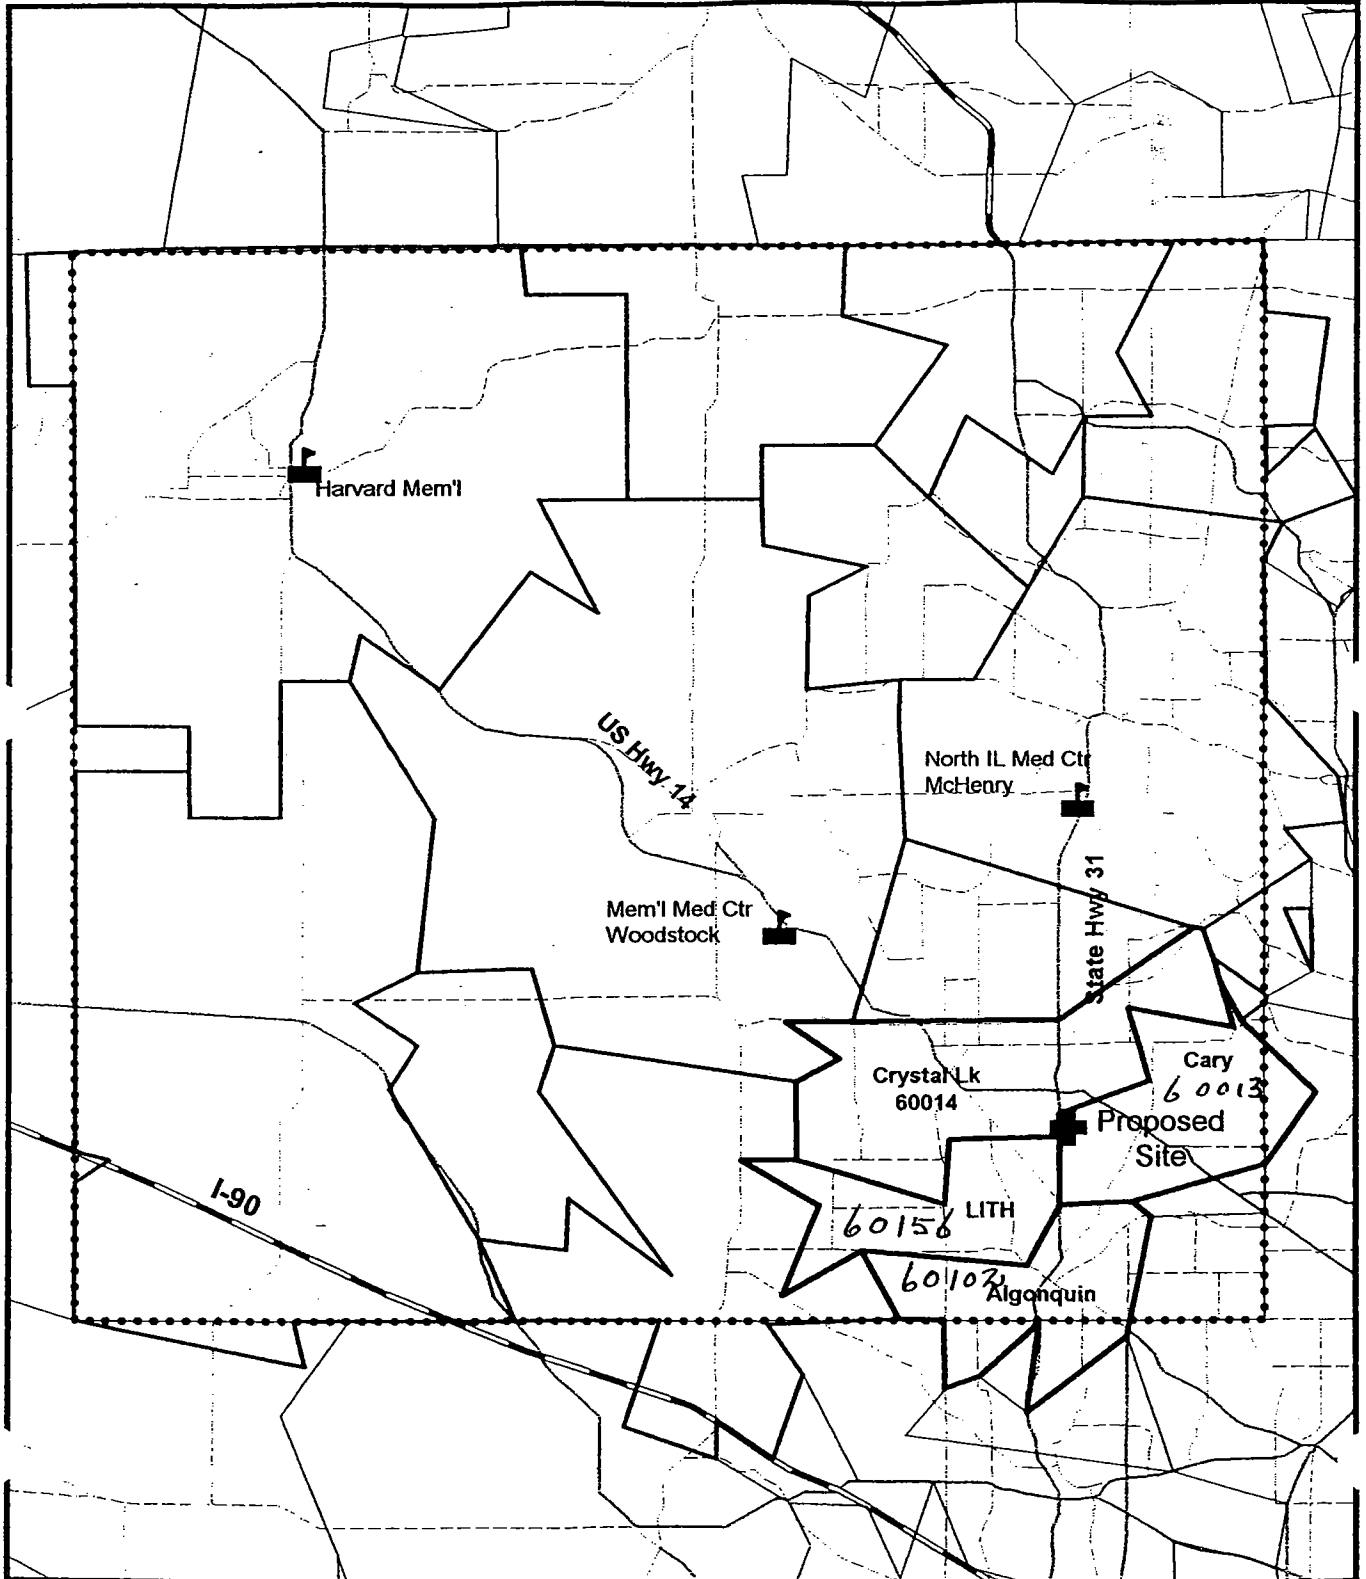 Harvard Mem'l
US Hwy 14
North IL Med Ctr
McHenry
State Hwy 31
Mem'l Med Ctr
Woodstock
Cary
60013
Crystal Lk
60014
Proposed
Site
I-90
LITH
60156
60102
Algonquin